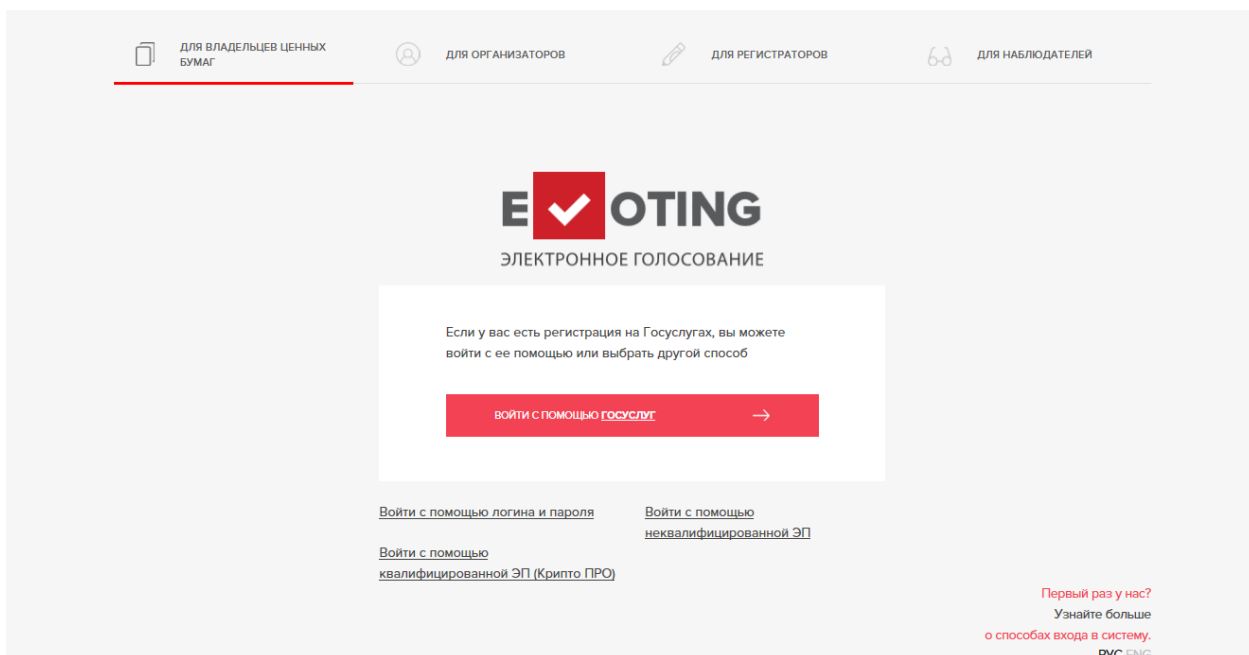 ДЛЯ ВЛАДЕЛЬЦЕВ ЦЕННЫХ
БУМАГ
ДЛЯ ОРГАНИЗАТОРОВ
ДЛЯ РЕГИСТРАТОРОВ
ДЛЯ НАБЛЮДАТЕЛЕЙ
E OTING
ЭЛЕКТРОННОЕ ГОЛОСОВАНИЕ
Если у вас есть регистрация на Госуслугах, вы можете
войти с ее помощью или выбрать другой способ
ВОЙТИ С ПОМОЩЬЮ ГОСУСЛУГ
Войти с помощью логина и пароля
Войти с помощью
неквалифицированной ЭП
Войти с помощью
квалифицированной ЭП (Крипто ПРО)
Первый раз у нас?
Узнайте больше
о способах входа в систему.
РУС ENG